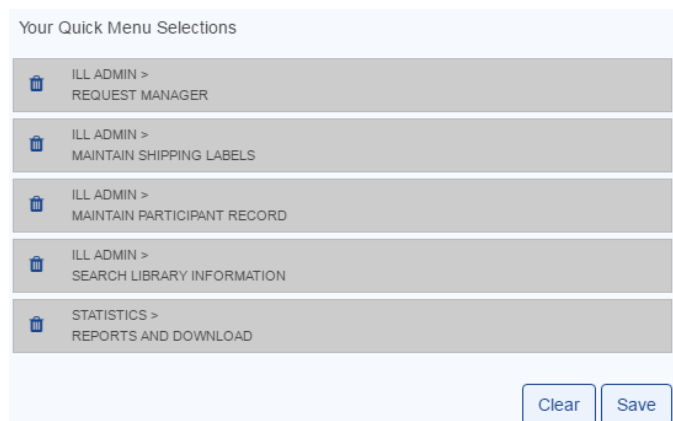 Your Quick Menu Selections
ILL ADMIN >
REQUEST MANAGER
ILL ADMIN >
MAINTAIN SHIPPING LABELS
ILL ADMIN >
MAINTAIN PARTICIPANT RECORD
ILL ADMIN >
SEARCH LIBRARY INFORMATION
STATISTICS >
REPORTS AND DOWNLOAD
Clear Save